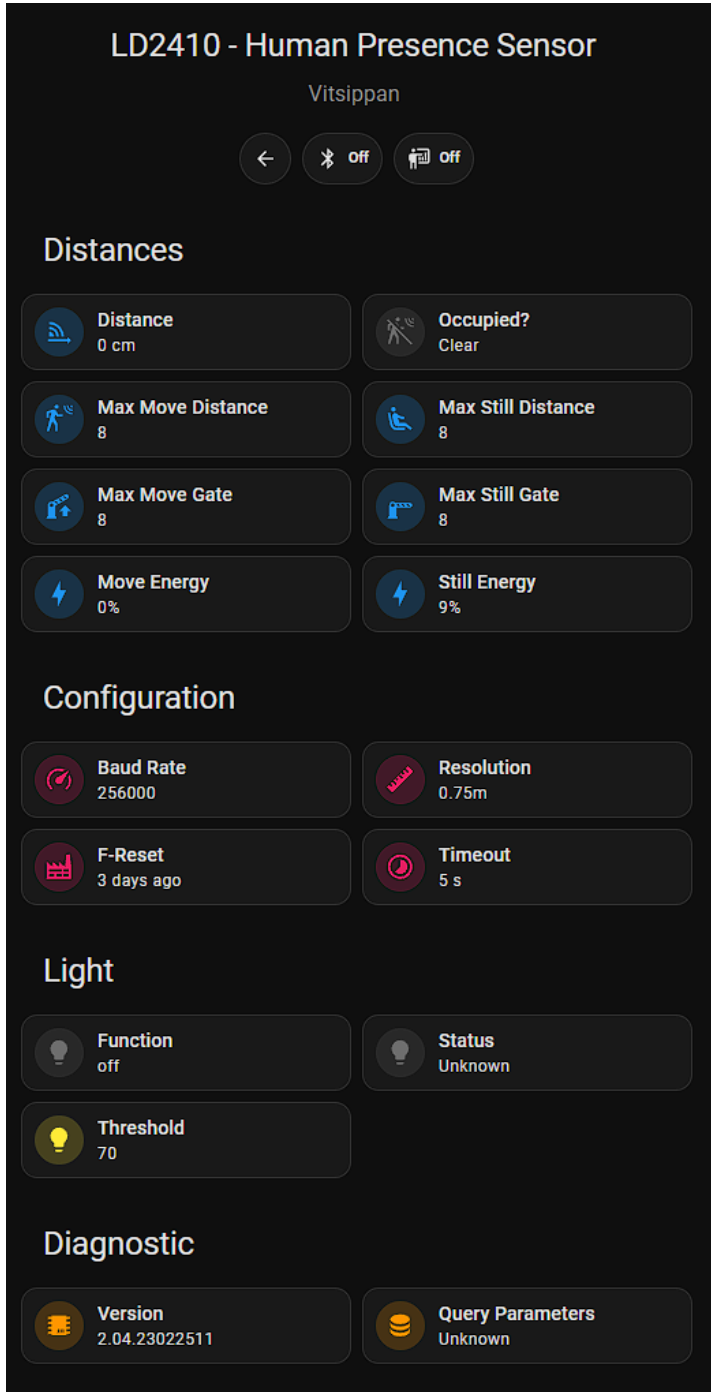 LD2410 - Human Presence Sensor
Vitsippan
Off
Off
Distances
Distance
0 cm
Occupied?
Clear
Max Move Distance
8
Max Still Distance
8
Max Move Gate
8
Max Still Gate
8
Move Energy
0%
Still Energy
9%
Configuration
Baud Rate
256000
Resolution
0.75m
F-Reset
3 days ago
Timeout
5 s
Light
Function
off
Status
Unknown
Threshold
70
Diagnostic
Version
2.04.23022511
Query Parameters
Unknown